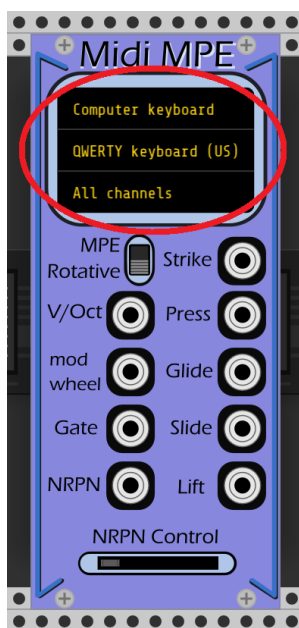 Midi MPE
Computer keyboard
QWERTY keyboard (US)
All channels
MPE
Rotative
Strike
V/Oct
Press
mod
wheel
Glide
Gate
Slide
NRPN
Lift
NRPN Control